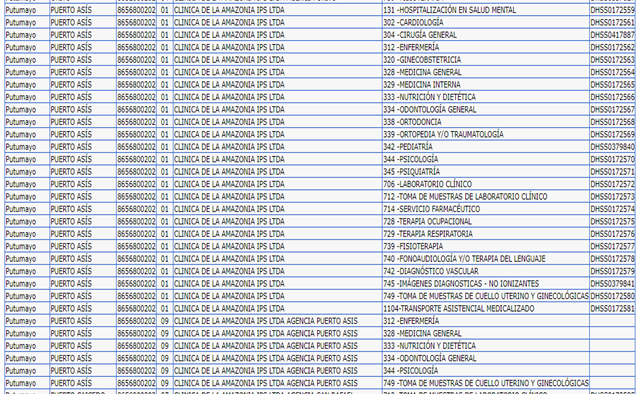 Putumayo PUERTO ASÍS 8656800202 01 CLINICA DE LA AMAZONIA IPS LTDA 131 -HOSPITALIZACIÓN EN SALUD MENTAL DHSS0172559
Putumayo PUERTO ASÍS 8656800202 01 CLINICA DE LA AMAZONIA IPS LTDA 302 -CARDIOLOGÍA DHSS0172561
Putumayo PUERTO ASÍS 8656800202 01 CLINICA DE LA AMAZONIA IPS LTDA 304 -CIRUGÍA GENERAL DHSS0417887
Putumayo PUERTO ASÍS 8656800202 01 CLINICA DE LA AMAZONIA IPS LTDA 312 -ENFERMERÍA DHSS0172562
Putumayo PUERTO ASÍS 8656800202 01 CLINICA DE LA AMAZONIA IPS LTDA 320 -GINECOBSTETRICIA DHSS0172563
Putumayo PUERTO ASÍS 8656800202 01 CLINICA DE LA AMAZONIA IPS LTDA 328 -MEDICINA GENERAL DHSS0172564
Putumayo PUERTO ASÍS 8656800202 01 CLINICA DE LA AMAZONIA IPS LTDA 329 -MEDICINA INTERNA DHSS0172565
Putumayo PUERTO ASÍS 8656800202 01 CLINICA DE LA AMAZONIA IPS LTDA 333 -NUTRICIÓN Y DIETÉTICA DHSS0172566
Putumayo PUERTO ASÍS 8656800202 01 CLINICA DE LA AMAZONIA IPS LTDA 334 -ODONTOLOGÍA GENERAL DHSS0172567
Putumayo PUERTO ASÍS 8656800202 01 CLINICA DE LA AMAZONIA IPS LTDA 338 -ORTODONCIA DHSS0172568
Putumayo PUERTO ASÍS 8656800202 01 CLINICA DE LA AMAZONIA IPS LTDA 339 -ORTOPEDIA Y/O TRAUMATOLOGÍA DHSS0172569
Putumayo PUERTO ASÍS 8656800202 01 CLINICA DE LA AMAZONIA IPS LTDA 342 -PEDIATRÍA DHSS0379840
Putumayo PUERTO ASÍS 8656800202 01 CLINICA DE LA AMAZONIA IPS LTDA 344 -PSICOLOGÍA DHSS0172570
Putumayo PUERTO ASÍS 8656800202 01 CLINICA DE LA AMAZONIA IPS LTDA 345 -PSIQUIATRÍA DHSS0172571
Putumayo PUERTO ASÍS 8656800202 01 CLINICA DE LA AMAZONIA IPS LTDA 706 -LABORATORIO CLÍNICO DHSS0172572
Putumayo PUERTO ASÍS 8656800202 01 CLINICA DE LA AMAZONIA IPS LTDA 712 -TOMA DE MUESTRAS DE LABORATORIO CLÍNICO DHSS0172573
Putumayo PUERTO ASÍS 8656800202 01 CLINICA DE LA AMAZONIA IPS LTDA 714 -SERVICIO FARMACÉUTICO DHSS0172574
Putumayo PUERTO ASÍS 8656800202 01 CLINICA DE LA AMAZONIA IPS LTDA 728 -TERAPIA OCUPACIONAL DHSS0172575
Putumayo PUERTO ASÍS 8656800202 01 CLINICA DE LA AMAZONIA IPS LTDA 729 -TERAPIA RESPIRATORIA DHSS0172576
Putumayo PUERTO ASÍS 8656800202 01 CLINICA DE LA AMAZONIA IPS LTDA 739 -FISIOTERAPIA DHSS0172577
Putumayo PUERTO ASÍS 8656800202 01 CLINICA DE LA AMAZONIA IPS LTDA 740 -FONOAUDIOLOGÍA Y/O TERAPIA DEL LENGUAJE DHSS0172578
Putumayo PUERTO ASÍS 8656800202 01 CLINICA DE LA AMAZONIA IPS LTDA 742 -DIAGNÓSTICO VASCULAR DHSS0172579
Putumayo PUERTO ASÍS 8656800202 01 CLINICA DE LA AMAZONIA IPS LTDA 745 -IMÁGENES DIAGNOSTICAS - NO IONIZANTES DHSS0379841
Putumayo PUERTO ASÍS 8656800202 01 CLINICA DE LA AMAZONIA IPS LTDA 749 -TOMA DE MUESTRAS DE CUELLO UTERINO Y GINECOLÓGICAS DHSS0172580
Putumayo PUERTO ASÍS 8656800202 01 CLINICA DE LA AMAZONIA IPS LTDA 1104-TRANSPORTE ASISTENCIAL MEDICALIZADO DHSS0172581
Putumayo PUERTO ASÍS 8656800202 09 CLINICA DE LA AMAZONIA IPS LTDA AGENCIA PUERTO ASIS 312 -ENFERMERÍA
Putumayo PUERTO ASÍS 8656800202 09 CLINICA DE LA AMAZONIA IPS LTDA AGENCIA PUERTO ASIS 328 -MEDICINA GENERAL
Putumayo PUERTO ASÍS 8656800202 09 CLINICA DE LA AMAZONIA IPS LTDA AGENCIA PUERTO ASIS 333 -NUTRICIÓN Y DIETÉTICA
Putumayo PUERTO ASÍS 8656800202 09 CLINICA DE LA AMAZONIA IPS LTDA AGENCIA PUERTO ASIS 334 -ODONTOLOGÍA GENERAL
Putumayo PUERTO ASÍS 8656800202 09 CLINICA DE LA AMAZONIA IPS LTDA AGENCIA PUERTO ASIS 344 -PSICOLOGÍA
Putumayo PUERTO ASÍS 8656800202 09 CLINICA DE LA AMAZONIA IPS LTDA AGENCIA PUERTO ASIS 749 -TOMA DE MUESTRAS DE CUELLO UTERINO Y GINECOLÓGICAS